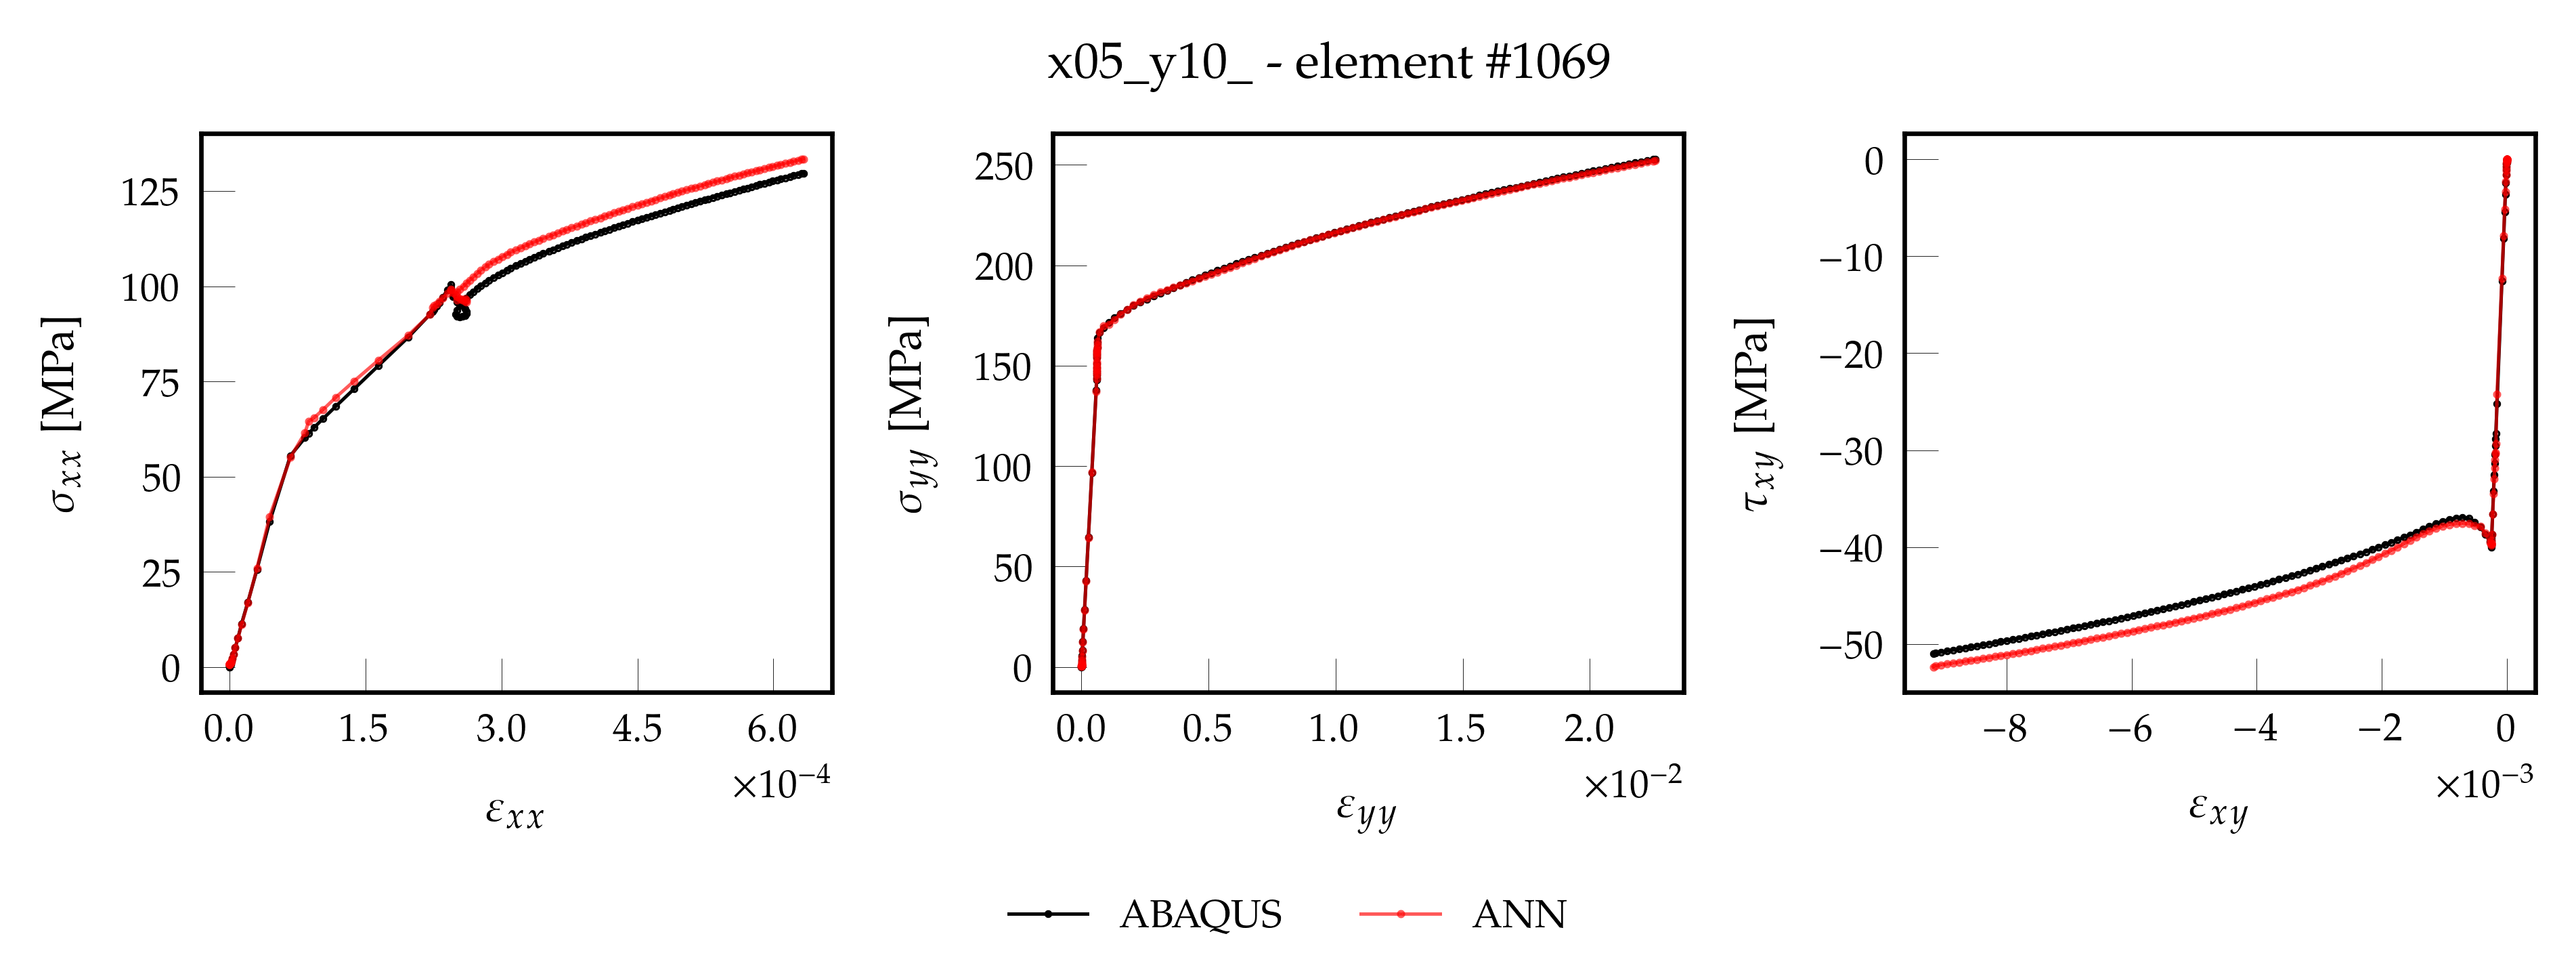 x05_y10_ - element #1069
125
100
75
50
25
0
σxx [MPa]
0.0 1.5 3.0 4.5 6.0
×10⁻⁴
εxx
250
200
150
100
50
0
σyy [MPa]
0.0 0.5 1.0 1.5 2.0
×10⁻²
εyy
0
−10
−20
−30
−40
−50
τxy [MPa]
−8 −6 −4 −2 0
×10⁻³
εxy
ABAQUS ANN